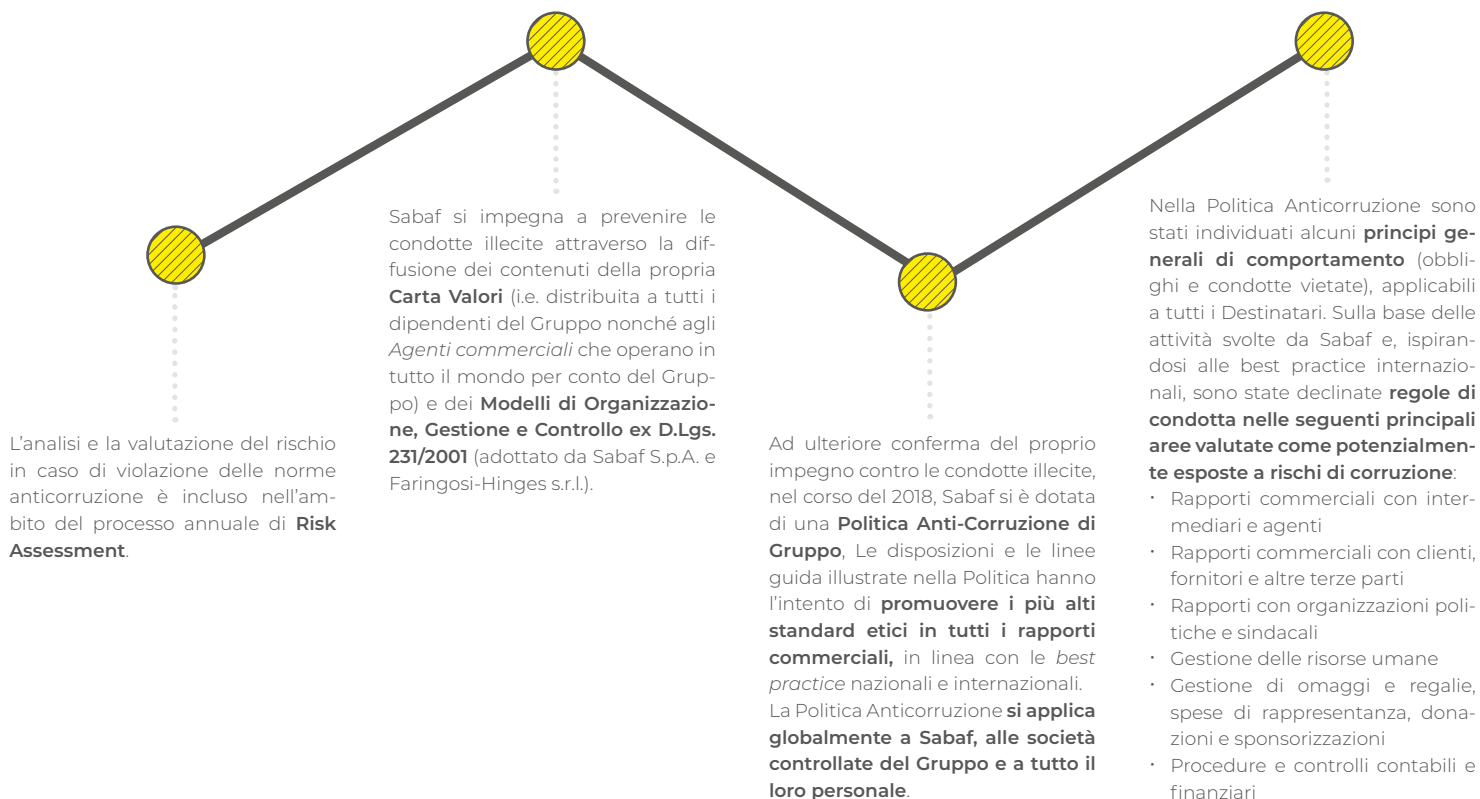 L'analisi e la valutazione del rischio
in caso di violazione delle norme
anticorruzione è incluso nell'am-
bito del processo annuale di Risk
Assessment.
Sabaf si impegna a prevenire le
condotte illecite attraverso la dif-
fusione dei contenuti della propria
Carta Valori (i.e. distribuita a tutti i
dipendenti del Gruppo nonché agli
Agenti commerciali che operano in
tutto il mondo per conto del Grup-
po) e dei Modelli di Organizzazio-
ne, Gestione e Controllo ex D.Lgs.
231/2001 (adottato da Sabaf S.p.A. e
Faringosi-Hinges s.r.l.).
Ad ulteriore conferma del proprio
impegno contro le condotte illecite,
nel corso del 2018, Sabaf si è dotata
di una Politica Anti-Corruzione di
Gruppo, Le disposizioni e le linee
guida illustrate nella Politica hanno
l'intento di promuovere i più alti
standard etici in tutti i rapporti
commerciali, in linea con le best
practice nazionali e internazionali.
La Politica Anticorruzione si applica
globalmente a Sabaf, alle società
controllate del Gruppo e a tutto il
loro personale.
Nella Politica Anticorruzione sono
stati individuati alcuni principi ge-
nerali di comportamento (obbli-
ghi e condotte vietate), applicabili
a tutti i Destinatari. Sulla base delle
attività svolte da Sabaf e, ispiran-
dosi alle best practice internazio-
nali, sono state declinate regole di
condotta nelle seguenti principali
aree valutate come potenzialmen-
te esposte a rischi di corruzione:
• Rapporti commerciali con inter-
mediari e agenti
• Rapporti commerciali con clienti,
fornitori e altre terze parti
• Rapporti con organizzazioni poli-
tiche e sindacali
• Gestione delle risorse umane
• Gestione di omaggi e regalie,
spese di rappresentanza, dona-
zioni e sponsorizzazioni
• Procedure e controlli contabili e
finanziari